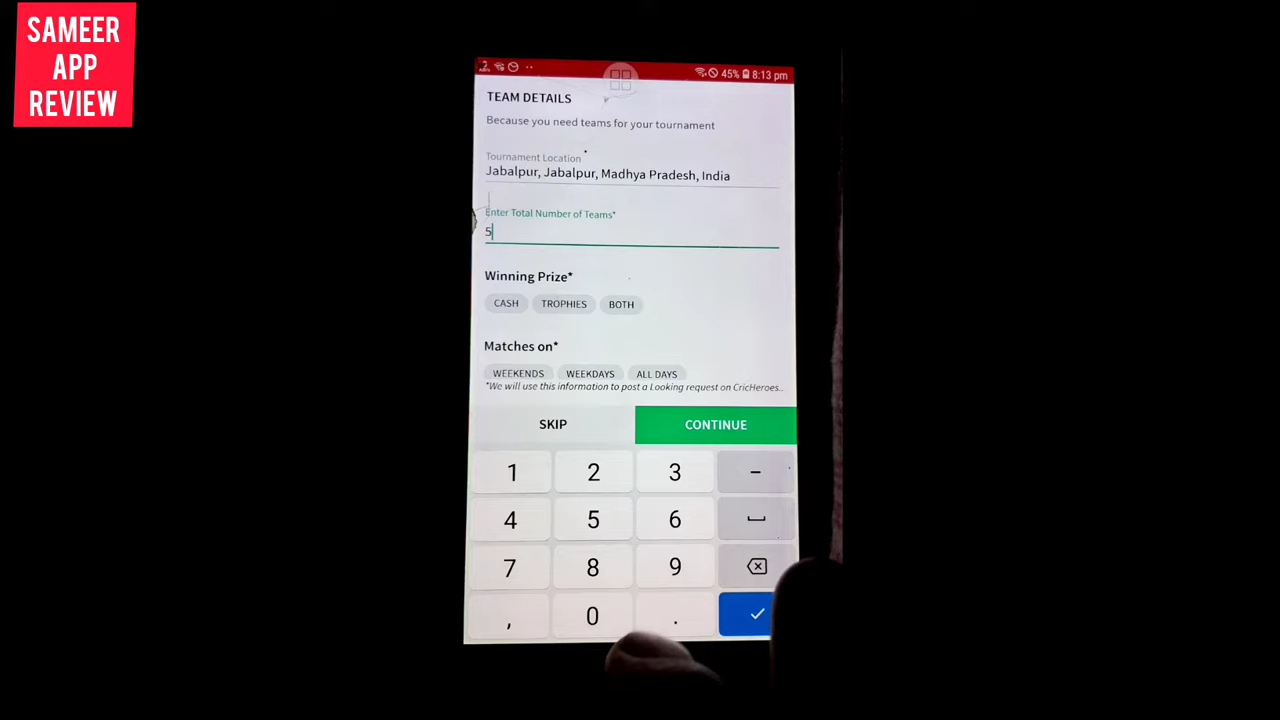 SAMEER
APP
REVIEW
45% 8:13 pm
TEAM DETAILS
Because you need teams for your tournament
Tournament Location
Jabalpur, Jabalpur, Madhya Pradesh, India
Enter Total Number of Teams*
5
Winning Prize*
CASH TROPHIES BOTH
Matches on*
WEEKENDS WEEKDAYS ALL DAYS
*We will use this information to post a Looking request on CricHeroes..
SKIP CONTINUE
1 2 3 -
4 5 6
7 8 9
, 0 .